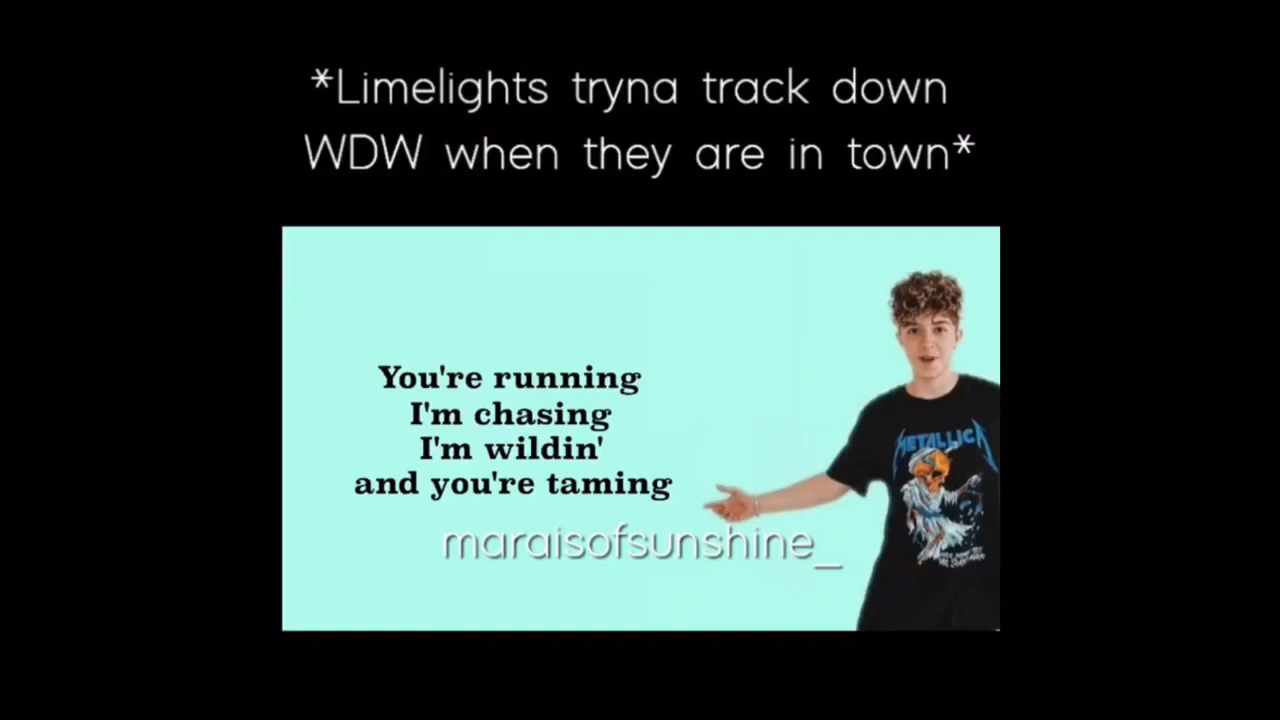 *Limelights tryna track down
WDW when they are in town*
You're running
I'm chasing
I'm wildin'
and you're taming
maraisofsunshine_
METALLICA